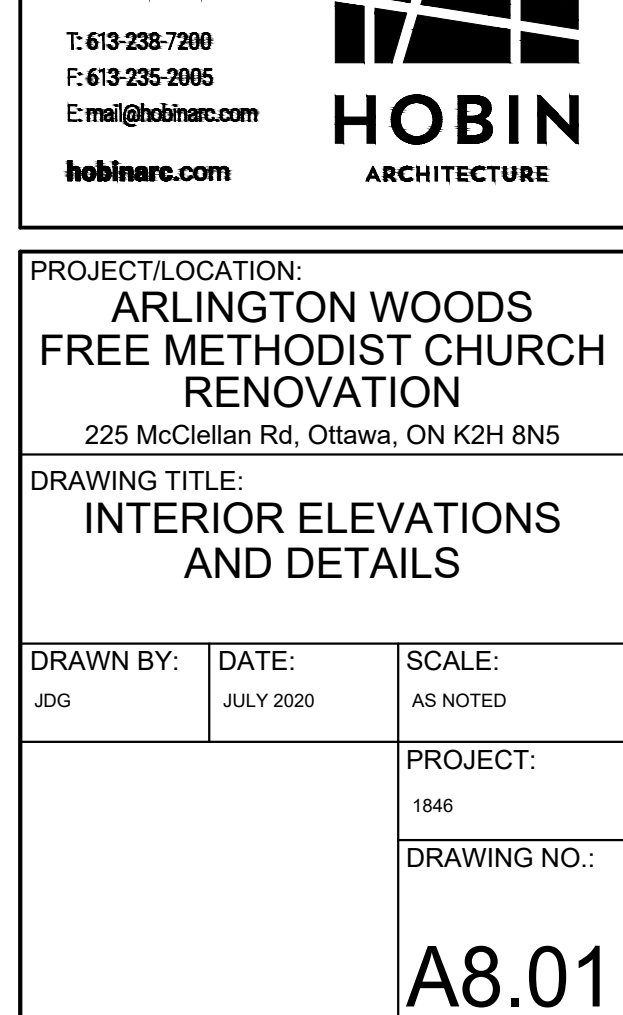 T: 613-238-7200
F: 613-235-2005
E: mail@hobinarc.com
hobinarc.com
HOBIN
ARCHITECTURE
PROJECT/LOCATION:
ARLINGTON WOODS
FREE METHODIST CHURCH
RENOVATION
225 McClellan Rd, Ottawa, ON K2H 8N5
DRAWING TITLE:
INTERIOR ELEVATIONS
AND DETAILS
DRAWN BY:
JDG
DATE:
JULY 2020
SCALE:
AS NOTED
PROJECT:
1846
DRAWING NO.:
A8.01